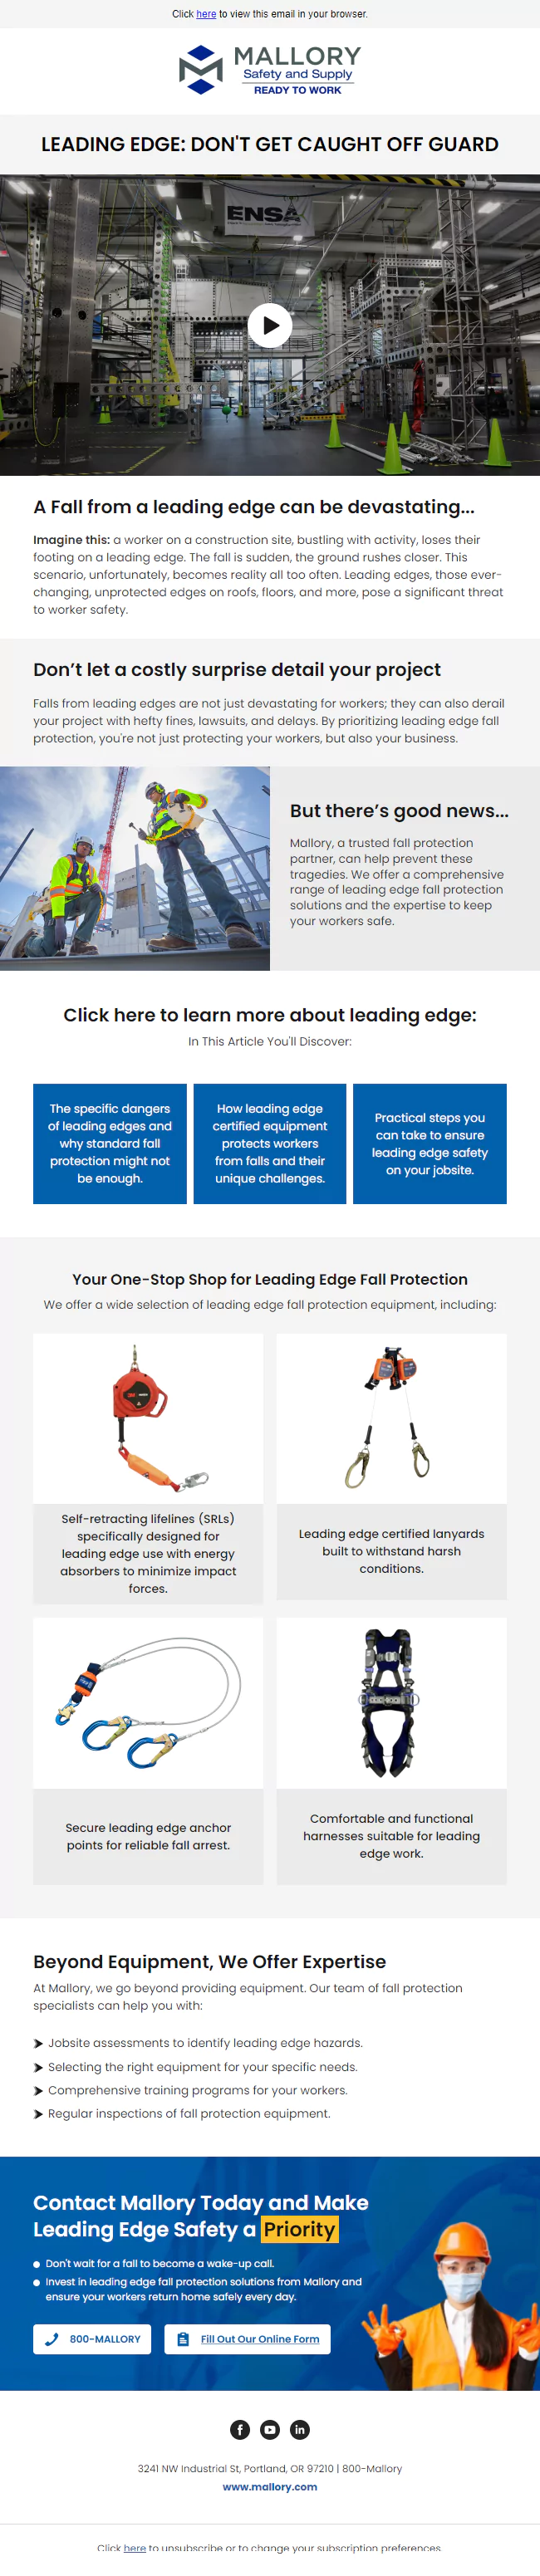 Click here to view this email in your browser.
MALLORY
Safety and Supply
READY TO WORK
LEADING EDGE: DON'T GET CAUGHT OFF GUARD
ENSA
A Fall from a leading edge can be devastating...
Imagine this: a worker on a construction site, bustling with activity, loses their
footing on a leading edge. The fall is sudden, the ground rushes closer. This
scenario, unfortunately, becomes reality all too often. Leading edges, those ever-
changing, unprotected edges on roofs, floors, and more, pose a significant threat
to worker safety.
Don’t let a costly surprise detail your project
Falls from leading edges are not just devastating for workers; they can also derail
your project with hefty fines, lawsuits, and delays. By prioritizing leading edge fall
protection, you're not just protecting your workers, but also your business.
But there’s good news...
Mallory, a trusted fall protection
partner, can help prevent these
tragedies. We offer a comprehensive
range of leading edge fall protection
solutions and the expertise to keep
your workers safe.
Click here to learn more about leading edge:
In This Article You'll Discover:
The specific dangers
of leading edges and
why standard fall
protection might not
be enough.
How leading edge
certified equipment
protects workers
from falls and their
unique challenges.
Practical steps you
can take to ensure
leading edge safety
on your jobsite.
Your One-Stop Shop for Leading Edge Fall Protection
We offer a wide selection of leading edge fall protection equipment, including:
Self-retracting lifelines (SRLs)
specifically designed for
leading edge use with energy
absorbers to minimize impact
forces.
Leading edge certified lanyards
built to withstand harsh
conditions.
Secure leading edge anchor
points for reliable fall arrest.
Comfortable and functional
harnesses suitable for leading
edge work.
Beyond Equipment, We Offer Expertise
At Mallory, we go beyond providing equipment. Our team of fall protection
specialists can help you with:
Jobsite assessments to identify leading edge hazards.
Selecting the right equipment for your specific needs.
Comprehensive training programs for your workers.
Regular inspections of fall protection equipment.
Contact Mallory Today and Make
Leading Edge Safety a Priority
Don't wait for a fall to become a wake-up call.
Invest in leading edge fall protection solutions from Mallory and
ensure your workers return home safely every day.
800-MALLORY
Fill Out Our Online Form
3241 NW Industrial St, Portland, OR 97210 | 800-Mallory
www.mallory.com
Click here to unsubscribe or to change your subscription preferences